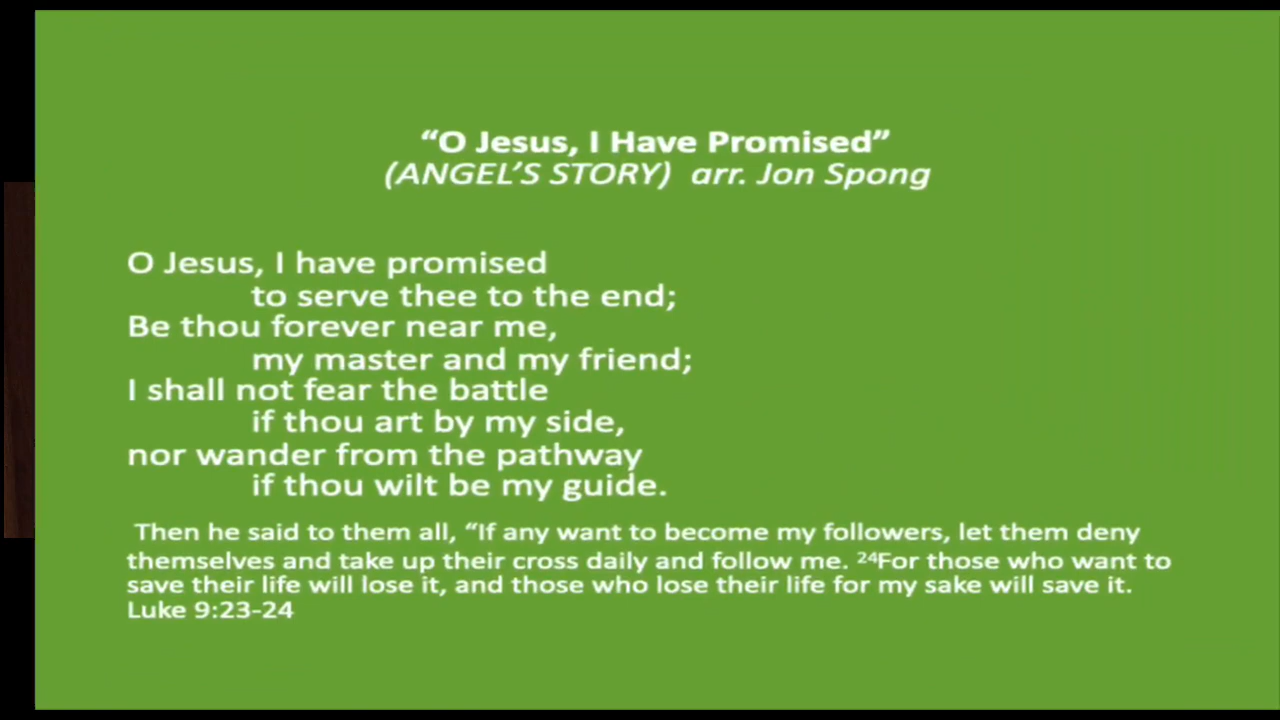 “O Jesus, I Have Promised”
(ANGEL’S STORY) arr. Jon Spong
O Jesus, I have promised
to serve thee to the end;
Be thou forever near me,
my master and my friend;
I shall not fear the battle
if thou art by my side,
nor wander from the pathway
if thou wilt be my guide.
Then he said to them all, “If any want to become my followers, let them deny
themselves and take up their cross daily and follow me. ²⁴For those who want to
save their life will lose it, and those who lose their life for my sake will save it.
Luke 9:23-24